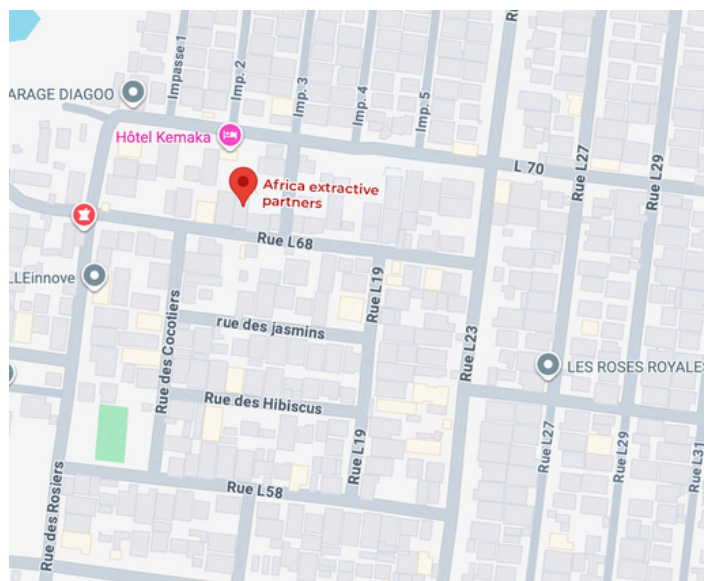 Impasse 1
Imp. 2
Imp. 3
Imp. 4
Imp. 5
ARAGE DIAGOO
Hôtel Kemaka
L 70
Rue L27
Rue L29
Africa extractive
partners
Rue L68
LLEinnove
Rue L19
rue des jasmins
Rue des Cocotiers
Rue L23
LES ROSES ROYALES
Rue des Hibiscus
Rue L19
Rue L27
Rue L29
Rue L31
Rue L58
Rue des Rosiers